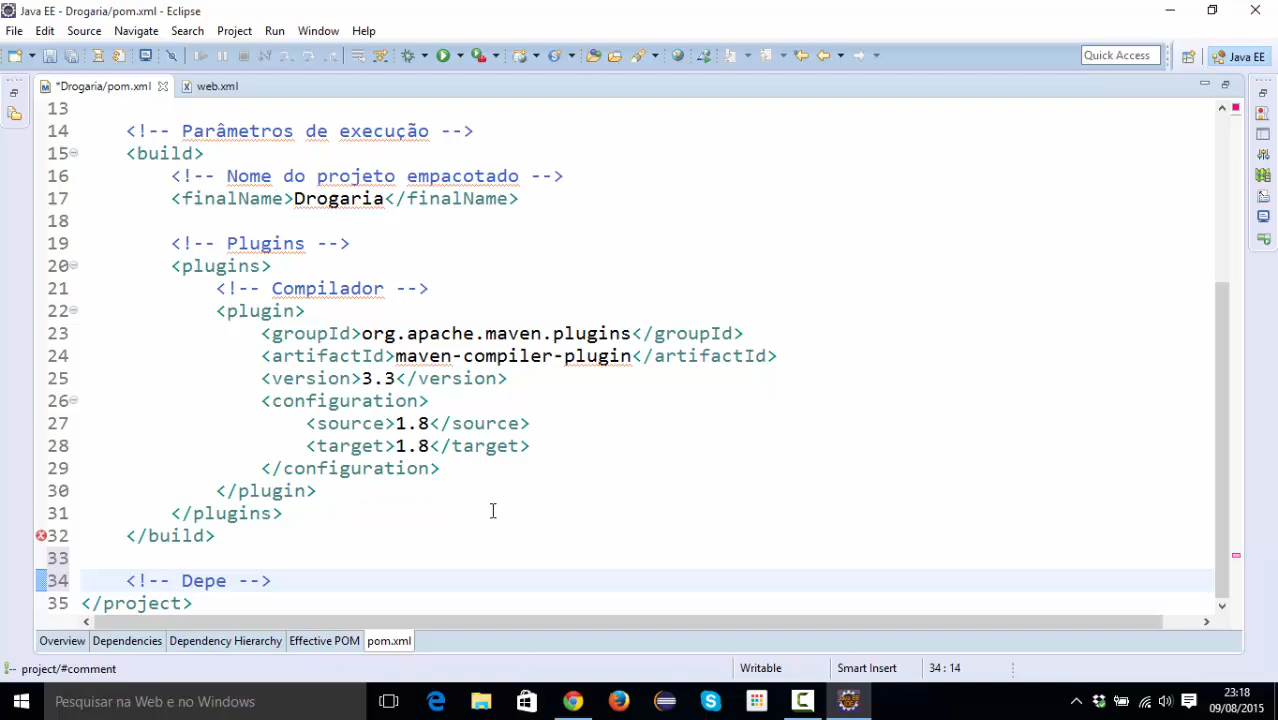 Java EE - Drogaria/pom.xml - Eclipse
File Edit Source Navigate Search Project Run Window Help
Quick Access
Java EE
*Drogaria/pom.xml
web.xml
13
14 <!-- Parâmetros de execução -->
15 <build>
16 <!-- Nome do projeto empacotado -->
17 <finalName>Drogaria</finalName>
18
19 <!-- Plugins -->
20 <plugins>
21 <!-- Compilador -->
22 <plugin>
23 <groupId>org.apache.maven.plugins</groupId>
24 <artifactId>maven-compiler-plugin</artifactId>
25 <version>3.3</version>
26 <configuration>
27 <source>1.8</source>
28 <target>1.8</target>
29 </configuration>
30 </plugin>
31 </plugins>
32 </build>
33
34 <!-- Depe -->
35 </project>
Overview Dependencies Dependency Hierarchy Effective POM pom.xml
project/#comment
Writable
Smart Insert
34 : 14
Pesquisar na Web e no Windows
23:18
09/08/2015